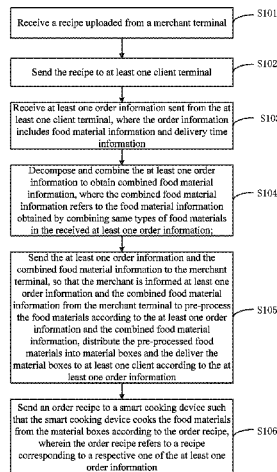 Receive a recipe uploaded from a merchant terminal
S101
Send the recipe to at least one client terminal
S102
Receive at least one order information sent from the at
least one client terminal, where the order information
includes food material information and delivery time
information
S103
Decompose and combine the at least one order
information to obtain combined food material
information, where the combined food material
information refers to the food material information
obtained by combining same types of food materials
in the received at least one order information;
S104
Send the at least one order information and the
combined food material information to the merchant
terminal, so that the merchant is informed at least one
order information and the combined food material
information from the merchant terminal to pre-process
the food materials according to the at least one order
information and the combined food material
information, distribute the pre-processed food
materials into material boxes and the deliver the
material boxes to at least one client according to the at
least one order information
S105
Send an order recipe to a smart cooking device such
that the smart cooking device cooks the food materials
from the material boxes according to the order recipe,
wherein the order recipe refers to a recipe
corresponding to a respective one of the at least one
order information
S106